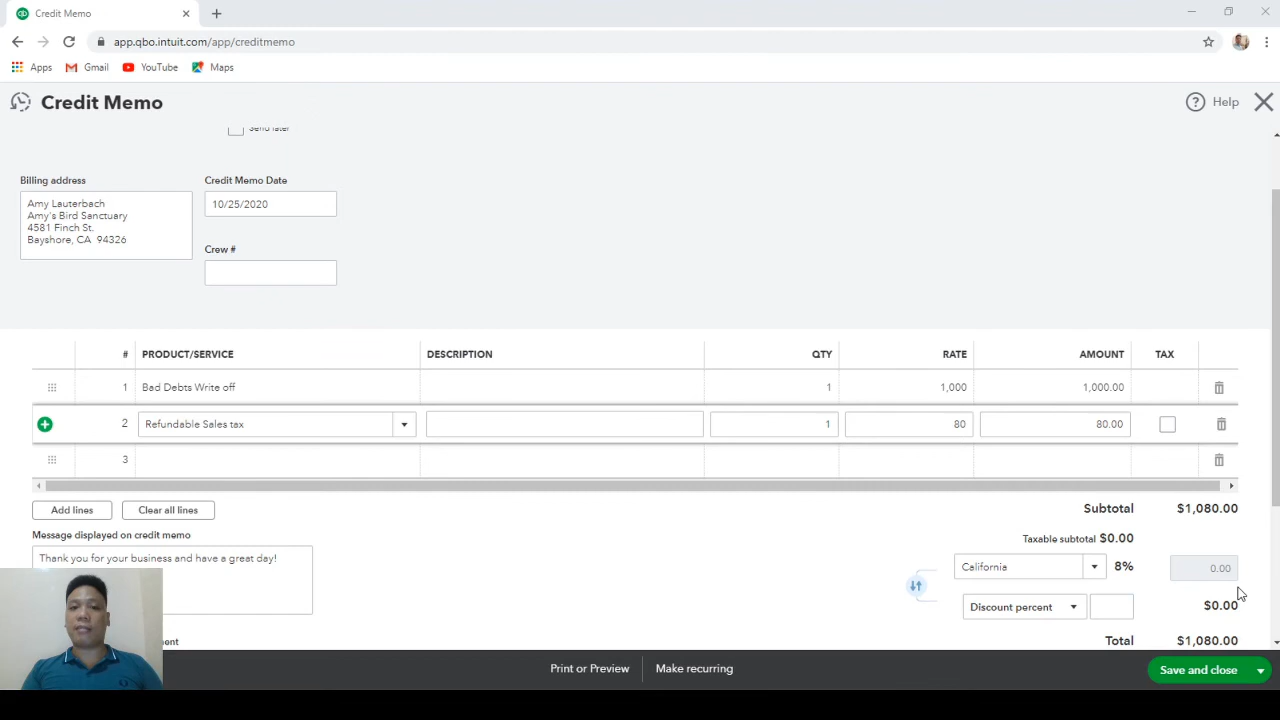 Credit Memo
app.qbo.intuit.com/app/creditmemo
Apps Gmail YouTube Maps
Credit Memo
Help
Send later
Billing address
Credit Memo Date
Amy Lauterbach
Amy's Bird Sanctuary
4581 Finch St.
Bayshore, CA 94326
10/25/2020
Crew #
# PRODUCT/SERVICE DESCRIPTION QTY RATE AMOUNT TAX
1 Bad Debts Write off 1 1,000 1,000.00
2 Refundable Sales tax 1 80 80.00
3
Add lines Clear all lines
Subtotal $1,080.00
Message displayed on credit memo
Taxable subtotal $0.00
Thank you for your business and have a great day!
California 8% 0.00
Discount percent $0.00
Total $1,080.00
Print or Preview Make recurring Save and close